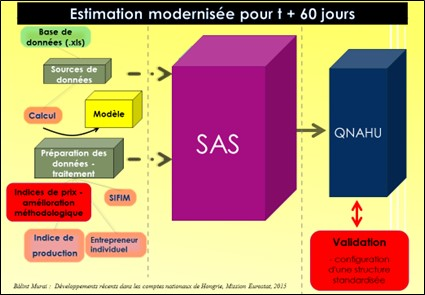 Estimation modernisée pour t + 60 jours
Base de
données (.xls)
Sources de
données
Calcul
Modèle
Préparation des
données -
traitement
Indices de prix -
amélioration
méthodologique
SIFIM
Indice de
production
Entrepreneur
individuel
SAS
QNAHU
Validation
- configuration
d'une structure
standardisée
Bálint Murai : Développements récents dans les comptes nationaux de Hongrie, Mission Eurostat, 2015